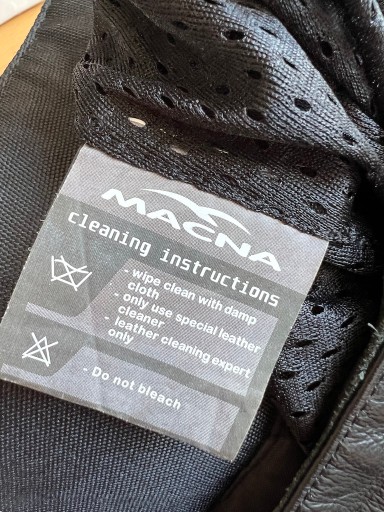 MACNA
cleaning instructions
- wipe clean with damp
cloth
- only use special leather
cleaner
- leather cleaning expert
only
- Do not bleach